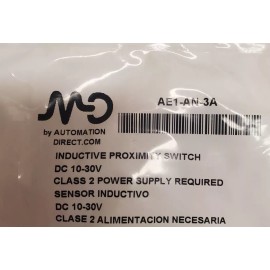 MD
AE1-AN-3A
by AUTOMATION
DIRECT.COM
INDUCTIVE PROXIMITY SWITCH
DC 10-30V
CLASS 2 POWER SUPPLY REQUIRED
SENSOR INDUCTIVO
DC 10-30V
CLASE 2 ALIMENTACION NECESARIA